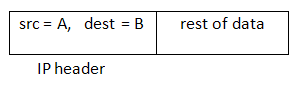 src = A, dest = B
rest of data
IP header